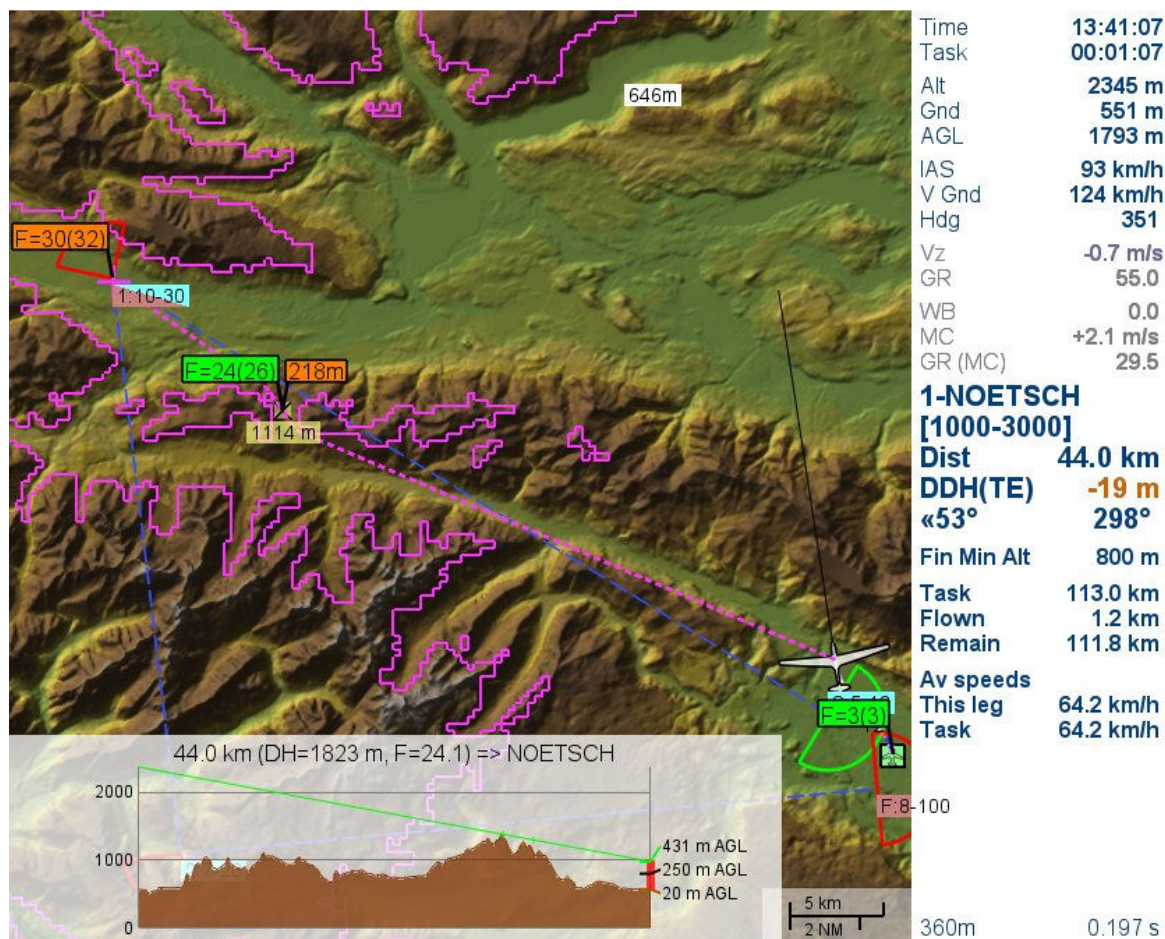 646m
F=30(32)
1:10-30
F=24(26)
218m
1114 m
F=3(3)
F:8-100
44.0 km (DH=1823 m, F=24.1) => NOETSCH
2000
1000
0
431 m AGL
250 m AGL
20 m AGL
5 km
2 NM
Time 13:41:07
Task 00:01:07
Alt 2345 m
Gnd 551 m
AGL 1793 m
IAS 93 km/h
V Gnd 124 km/h
Hdg 351
Vz -0.7 m/s
GR 55.0
WB 0.0
MC +2.1 m/s
GR (MC) 29.5
1-NOETSCH
[1000-3000]
Dist 44.0 km
DDH(TE) -19 m
«53° 298°
Fin Min Alt 800 m
Task 113.0 km
Flown 1.2 km
Remain 111.8 km
Av speeds
This leg 64.2 km/h
Task 64.2 km/h
360m 0.197 s